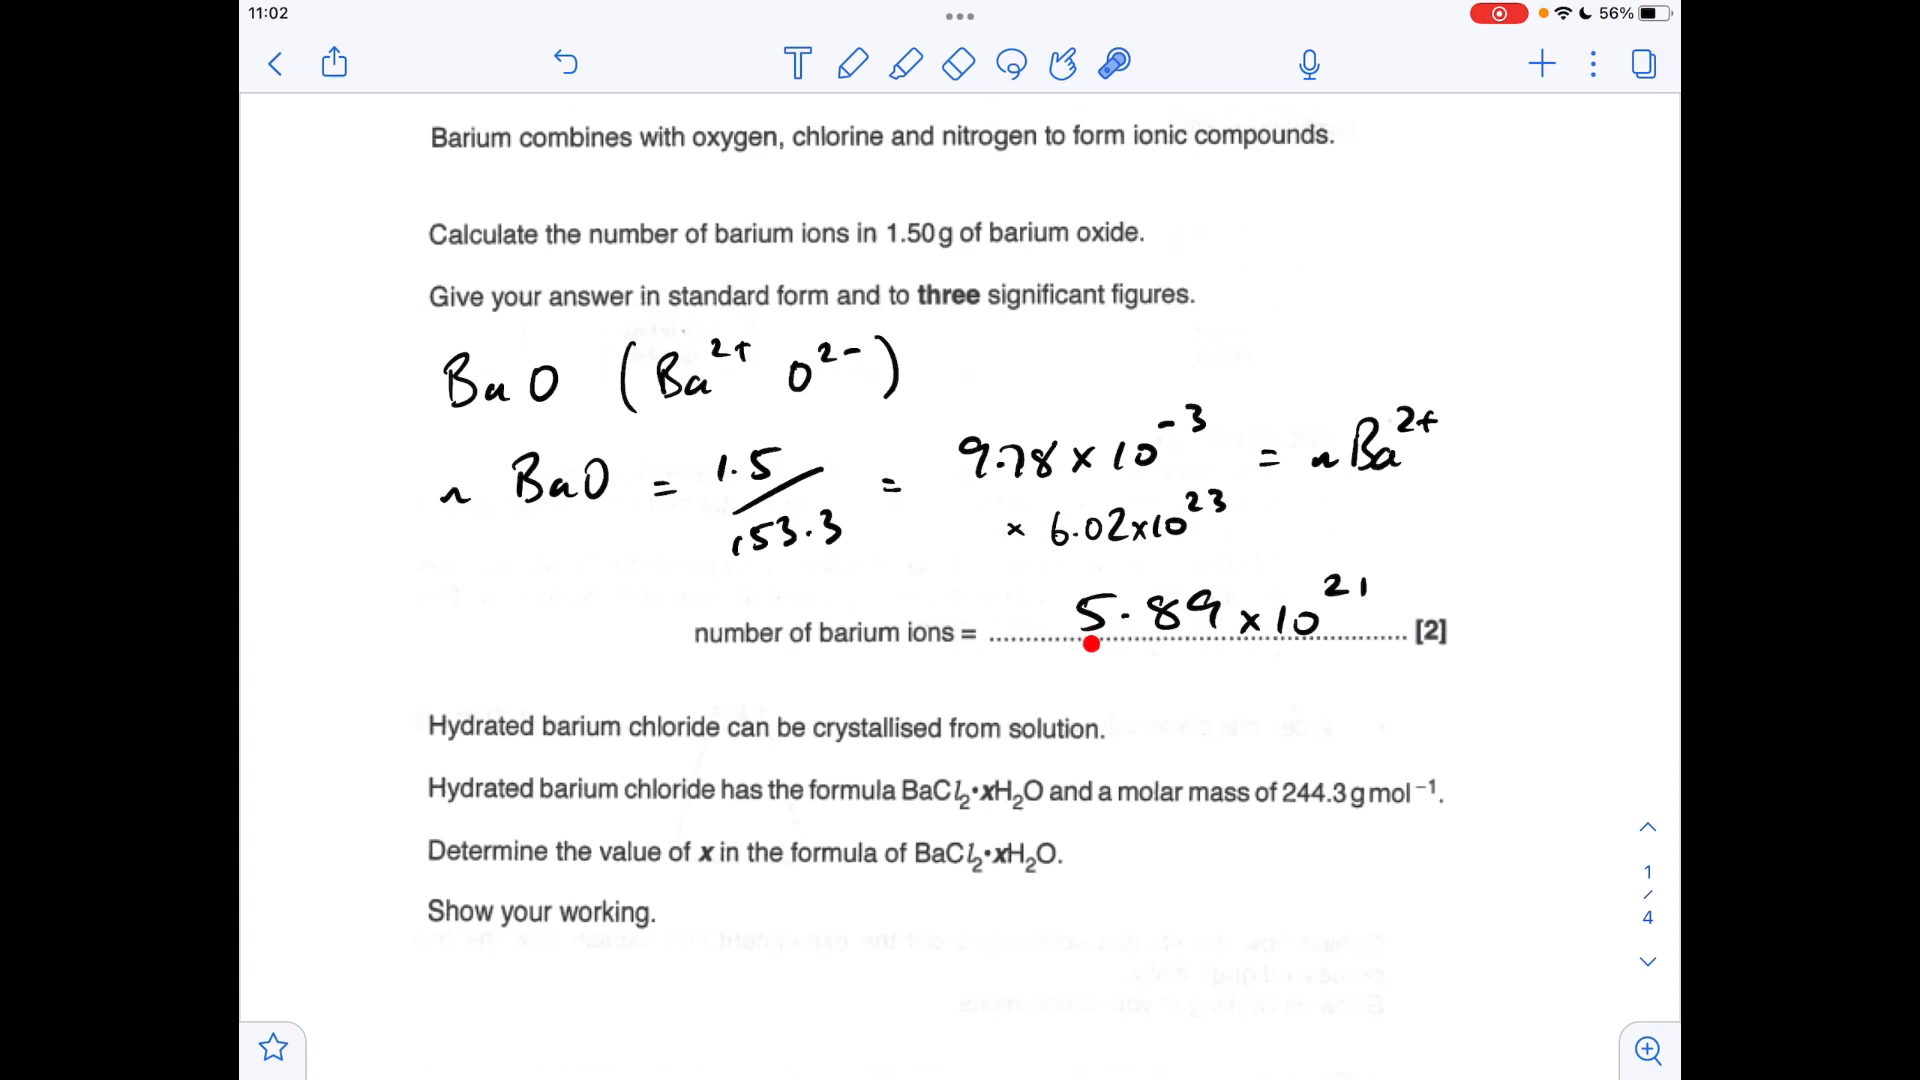 11:02
56%
Barium combines with oxygen, chlorine and nitrogen to form ionic compounds.
Calculate the number of barium ions in 1.50 g of barium oxide.
Give your answer in standard form and to three significant figures.
BaO (Ba²⁺ O²⁻)
n BaO = 1.5/153.3 = 9.78 × 10⁻³ = n Ba²⁺
× 6.02×10²³
5.89 × 10²¹
number of barium ions = .......................................................... [2]
Hydrated barium chloride can be crystallised from solution.
Hydrated barium chloride has the formula BaCl₂•xH₂O and a molar mass of 244.3 g mol⁻¹.
Determine the value of x in the formula of BaCl₂•xH₂O.
Show your working.
1
/
4